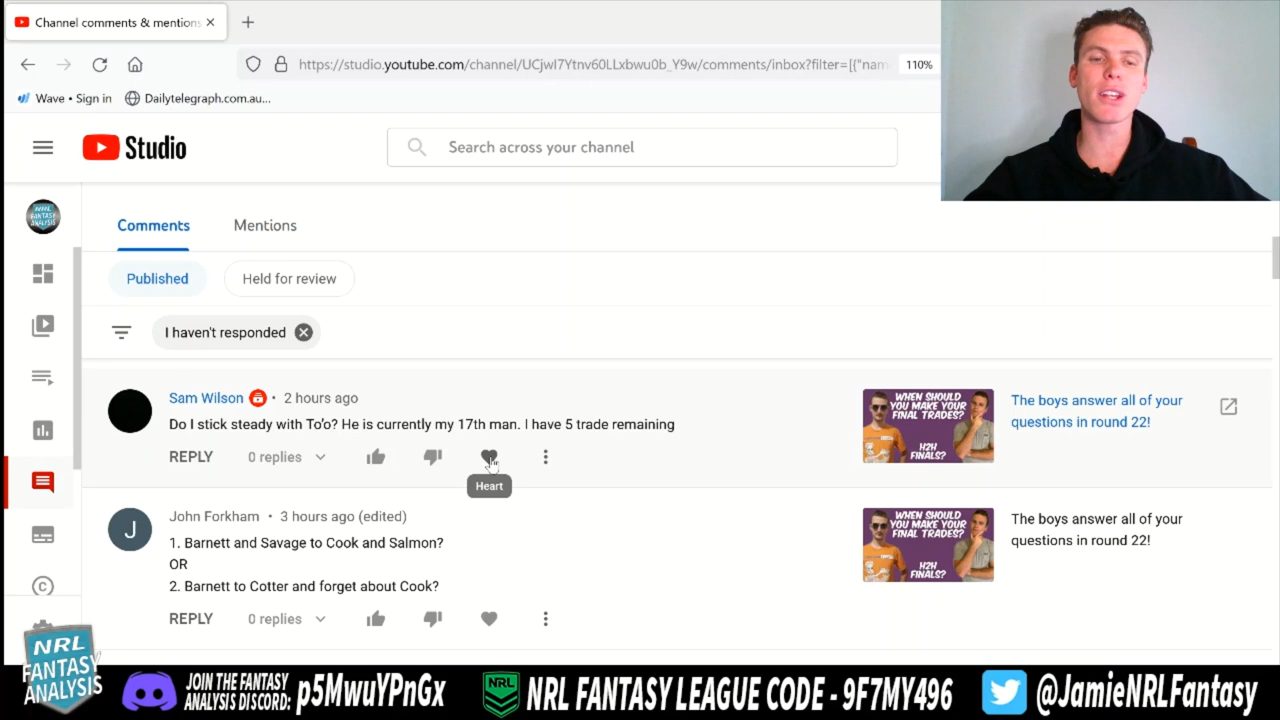 Channel comments & mentions
https://studio.youtube.com/channel/UCjwI7Ytnv60LLxbwu0b_Y9w/comments/inbox?filter=[{"nam
110%
Wave • Sign in
Dailytelegraph.com.au...
Studio
Search across your channel
NRL
FANTASY
ANALYSIS
Comments
Mentions
Published
Held for review
I haven't responded
Sam Wilson • 2 hours ago
Do I stick steady with To'o? He is currently my 17th man. I have 5 trade remaining
REPLY
0 replies
Heart
WHEN SHOULD
YOU MAKE YOUR
FINAL TRADES?
H2H
FINALS?
The boys answer all of your
questions in round 22!
J
John Forkham • 3 hours ago (edited)
1. Barnett and Savage to Cook and Salmon?
OR
2. Barnett to Cotter and forget about Cook?
REPLY
0 replies
WHEN SHOULD
YOU MAKE YOUR
FINAL TRADES?
H2H
FINALS?
The boys answer all of your
questions in round 22!
NRL
FANTASY
ANALYSIS
JOIN THE FANTASY
ANALYSIS DISCORD:
p5MwuYPnGx
NRL
NRL FANTASY LEAGUE CODE - 9F7MY496
@JamieNRLFantasy